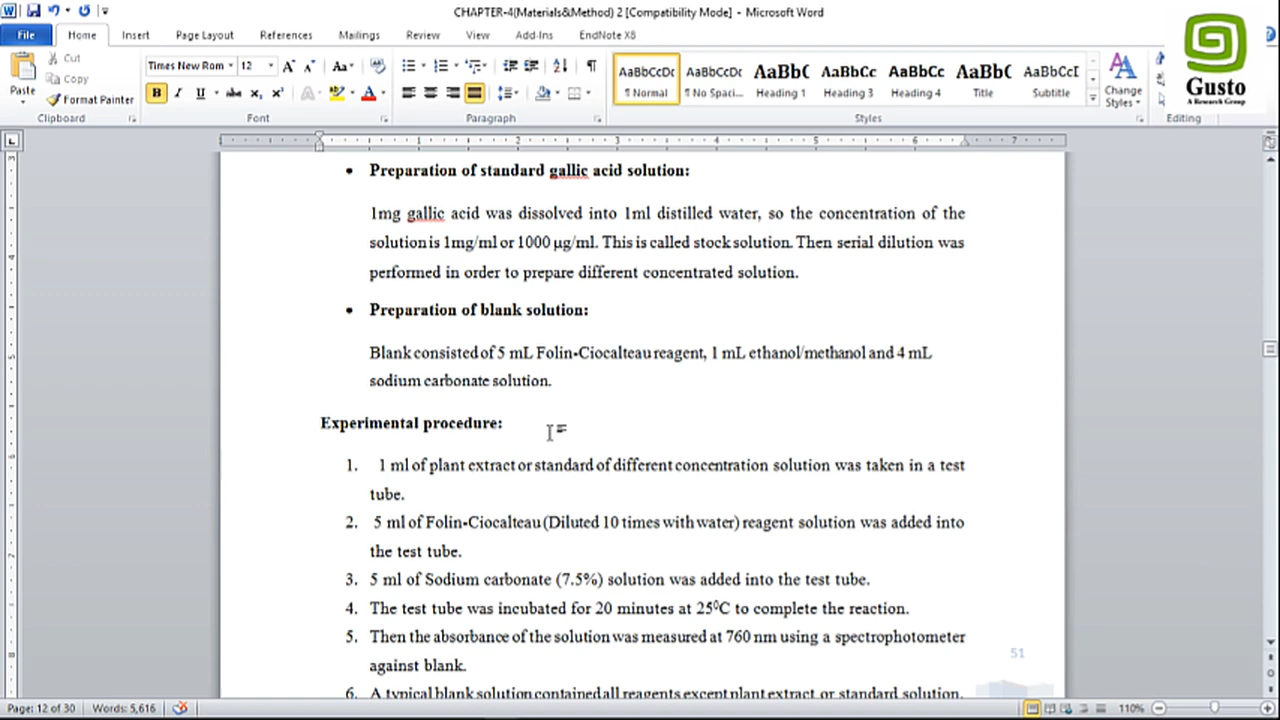 CHAPTER-4(Materials&Method) 2 [Compatibility Mode] - Microsoft Word
File Home Insert Page Layout References Mailings Review View Add-Ins EndNote X8
Cut
Copy
Format Painter
Paste
Clipboard
Times New Rom 12
Font
Paragraph
AaBbCcDc AaBbCcDc AaBbC AaBbCc AaBbCc AaBbC AaBbCcI
¶ Normal ¶ No Spaci... Heading 1 Heading 3 Heading 4 Title Subtitle
Change
Styles
Styles
Editing
Gusto
A Research Group
• Preparation of standard gallic acid solution:
1mg gallic acid was dissolved into 1ml distilled water, so the concentration of the
solution is 1mg/ml or 1000 µg/ml. This is called stock solution. Then serial dilution was
performed in order to prepare different concentrated solution.
• Preparation of blank solution:
Blank consisted of 5 mL Folin-Ciocalteau reagent, 1 mL ethanol/methanol and 4 mL
sodium carbonate solution.
Experimental procedure:
1. 1 ml of plant extract or standard of different concentration solution was taken in a test
tube.
2. 5 ml of Folin-Ciocalteau (Diluted 10 times with water) reagent solution was added into
the test tube.
3. 5 ml of Sodium carbonate (7.5%) solution was added into the test tube.
4. The test tube was incubated for 20 minutes at 25⁰C to complete the reaction.
5. Then the absorbance of the solution was measured at 760 nm using a spectrophotometer
against blank.
51
6. A typical blank solution contained all reagents except plant extract or standard solution.
Page: 12 of 30 Words: 5,616 110%